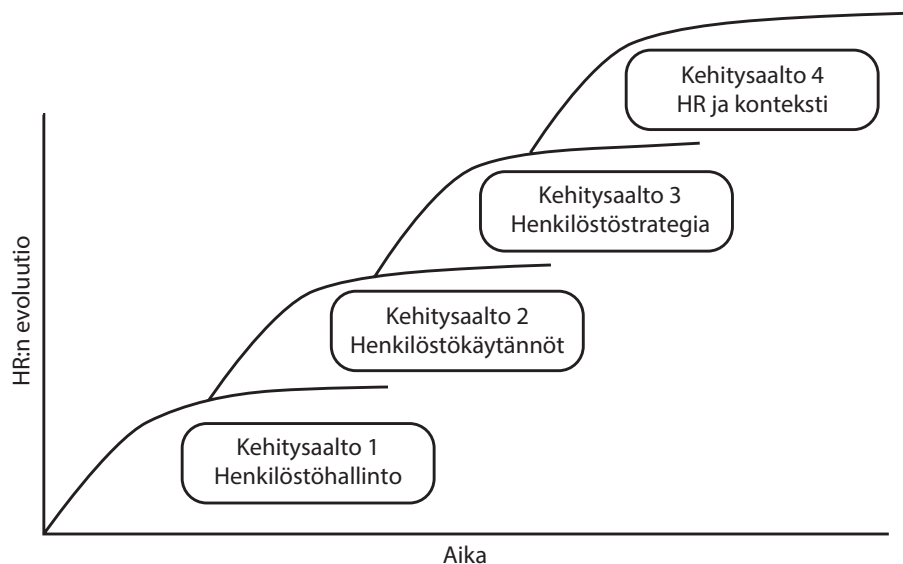 Kehitysaalto 4
HR ja konteksti
Kehitysaalto 3
Henkilöstöstrategia
Kehitysaalto 2
Henkilöstökäytännöt
Kehitysaalto 1
Henkilöstöhallinto
HR:n evoluutio
Aika